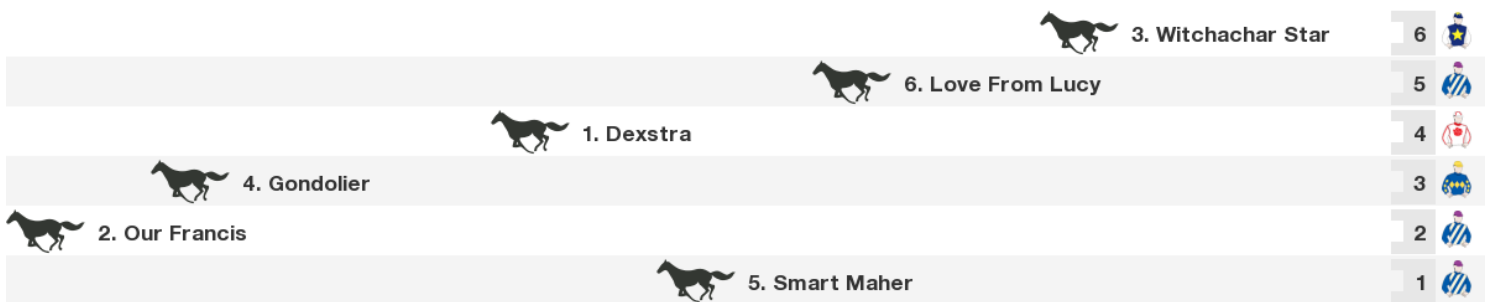 3. Witchachar Star 6
6. Love From Lucy 5
1. Dexstra 4
4. Gondolier 3
2. Our Francis 2
5. Smart Maher 1